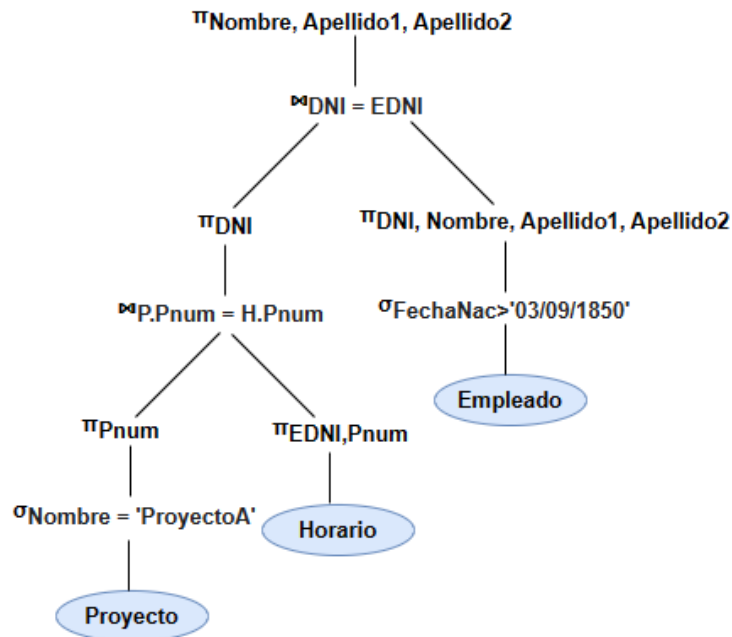 πNombre, Apellido1, Apellido2
⋈DNI = EDNI
πDNI
πDNI, Nombre, Apellido1, Apellido2
⋈P.Pnum = H.Pnum
σFechaNac>'03/09/1850'
Empleado
πPnum
πEDNI,Pnum
σNombre = 'ProyectoA'
Horario
Proyecto